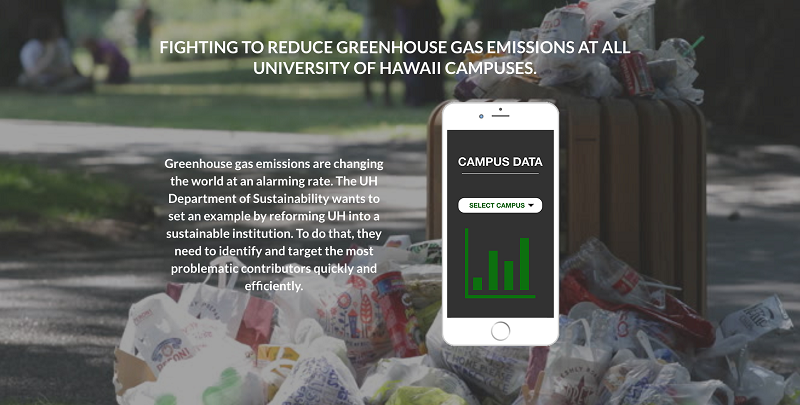 FIGHTING TO REDUCE GREENHOUSE GAS EMISSIONS AT ALL
UNIVERSITY OF HAWAII CAMPUSES.
Greenhouse gas emissions are changing
the world at an alarming rate. The UH
Department of Sustainability wants to
set an example by reforming UH into a
sustainable institution. To do that, they
need to identify and target the most
problematic contributors quickly and
efficiently.
CAMPUS DATA
SELECT CAMPUS